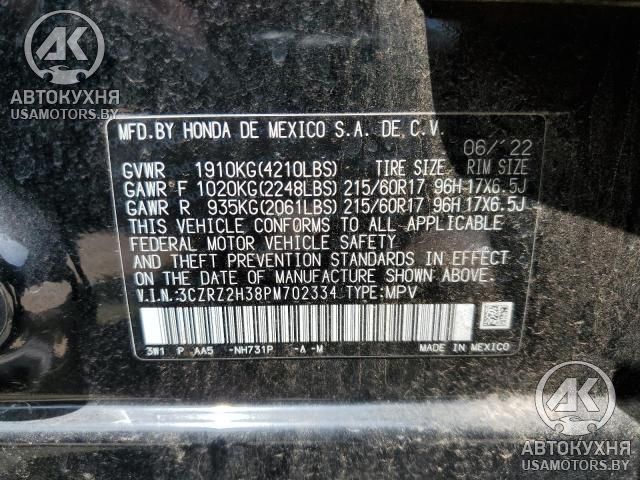 АК
АВТОКУХНЯ
USAMOTORS.BY
MFD.BY HONDA DE MEXICO S.A. DE C.V. 06/'22
GVWR 1910KG(4210LBS) TIRE SIZE RIM SIZE
GAWR F 1020KG(2248LBS) 215/60R17 96H 17X6.5J
GAWR R 935KG(2061LBS) 215/60R17 96H 17X6.5J
THIS VEHICLE CONFORMS TO ALL APPLICABLE
FEDERAL MOTOR VEHICLE SAFETY
AND THEFT PREVENTION STANDARDS IN EFFECT
ON THE DATE OF MANUFACTURE SHOWN ABOVE.
V.I.N.:3CZRZ2H38PM702334 TYPE:MPV
3W1 P AA5 -NH731P -A -M MADE IN MEXICO
АК
АВТОКУХНЯ
USAMOTORS.BY